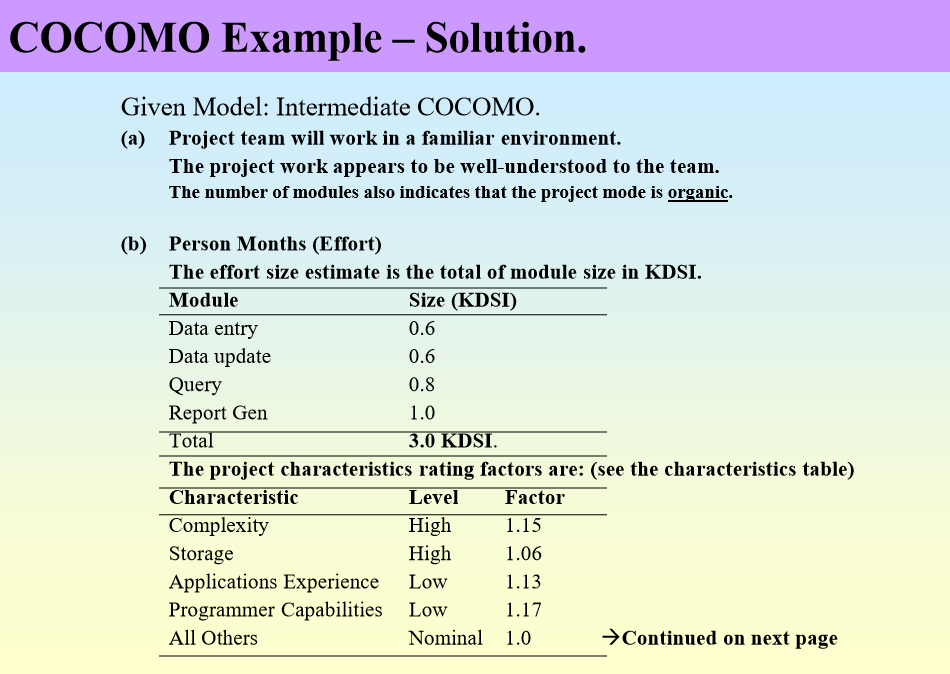 COCOMO Example – Solution.
Given Model: Intermediate COCOMO.
(a) Project team will work in a familiar environment.
The project work appears to be well-understood to the team.
The number of modules also indicates that the project mode is organic.
(b) Person Months (Effort)
The effort size estimate is the total of module size in KDSI.
Module Size (KDSI)
Data entry 0.6
Data update 0.6
Query 0.8
Report Gen 1.0
Total 3.0 KDSI.
The project characteristics rating factors are: (see the characteristics table)
Characteristic Level Factor
Complexity High 1.15
Storage High 1.06
Applications Experience Low 1.13
Programmer Capabilities Low 1.17
All Others Nominal 1.0 →Continued on next page